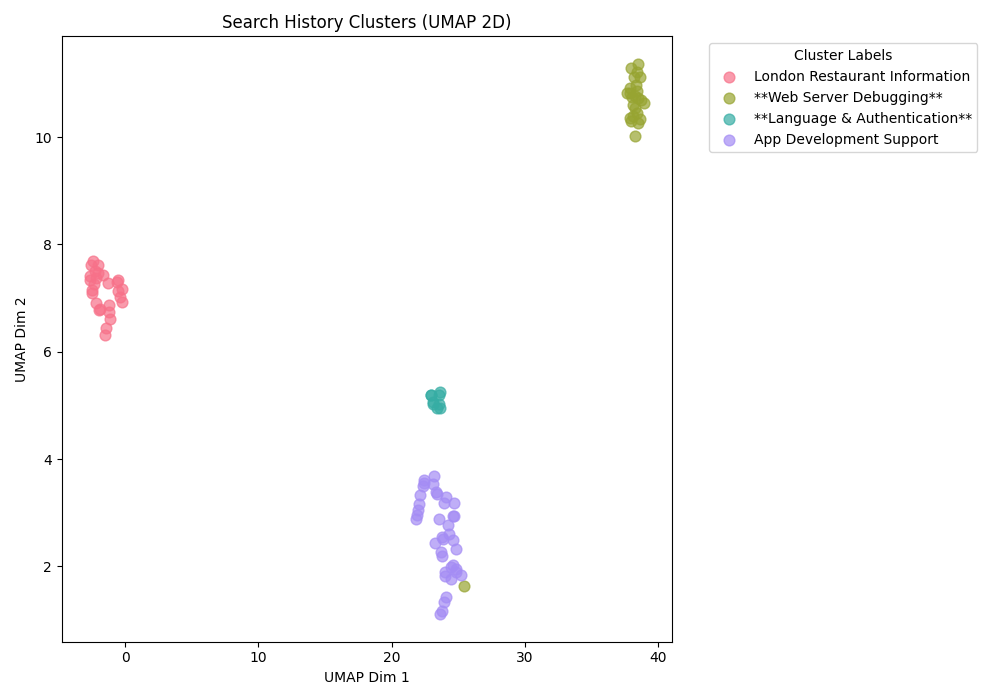 Search History Clusters (UMAP 2D)
Cluster Labels
London Restaurant Information
**Web Server Debugging**
**Language & Authentication**
App Development Support
UMAP Dim 2
10
8
6
4
2
0
10
20
30
40
UMAP Dim 1